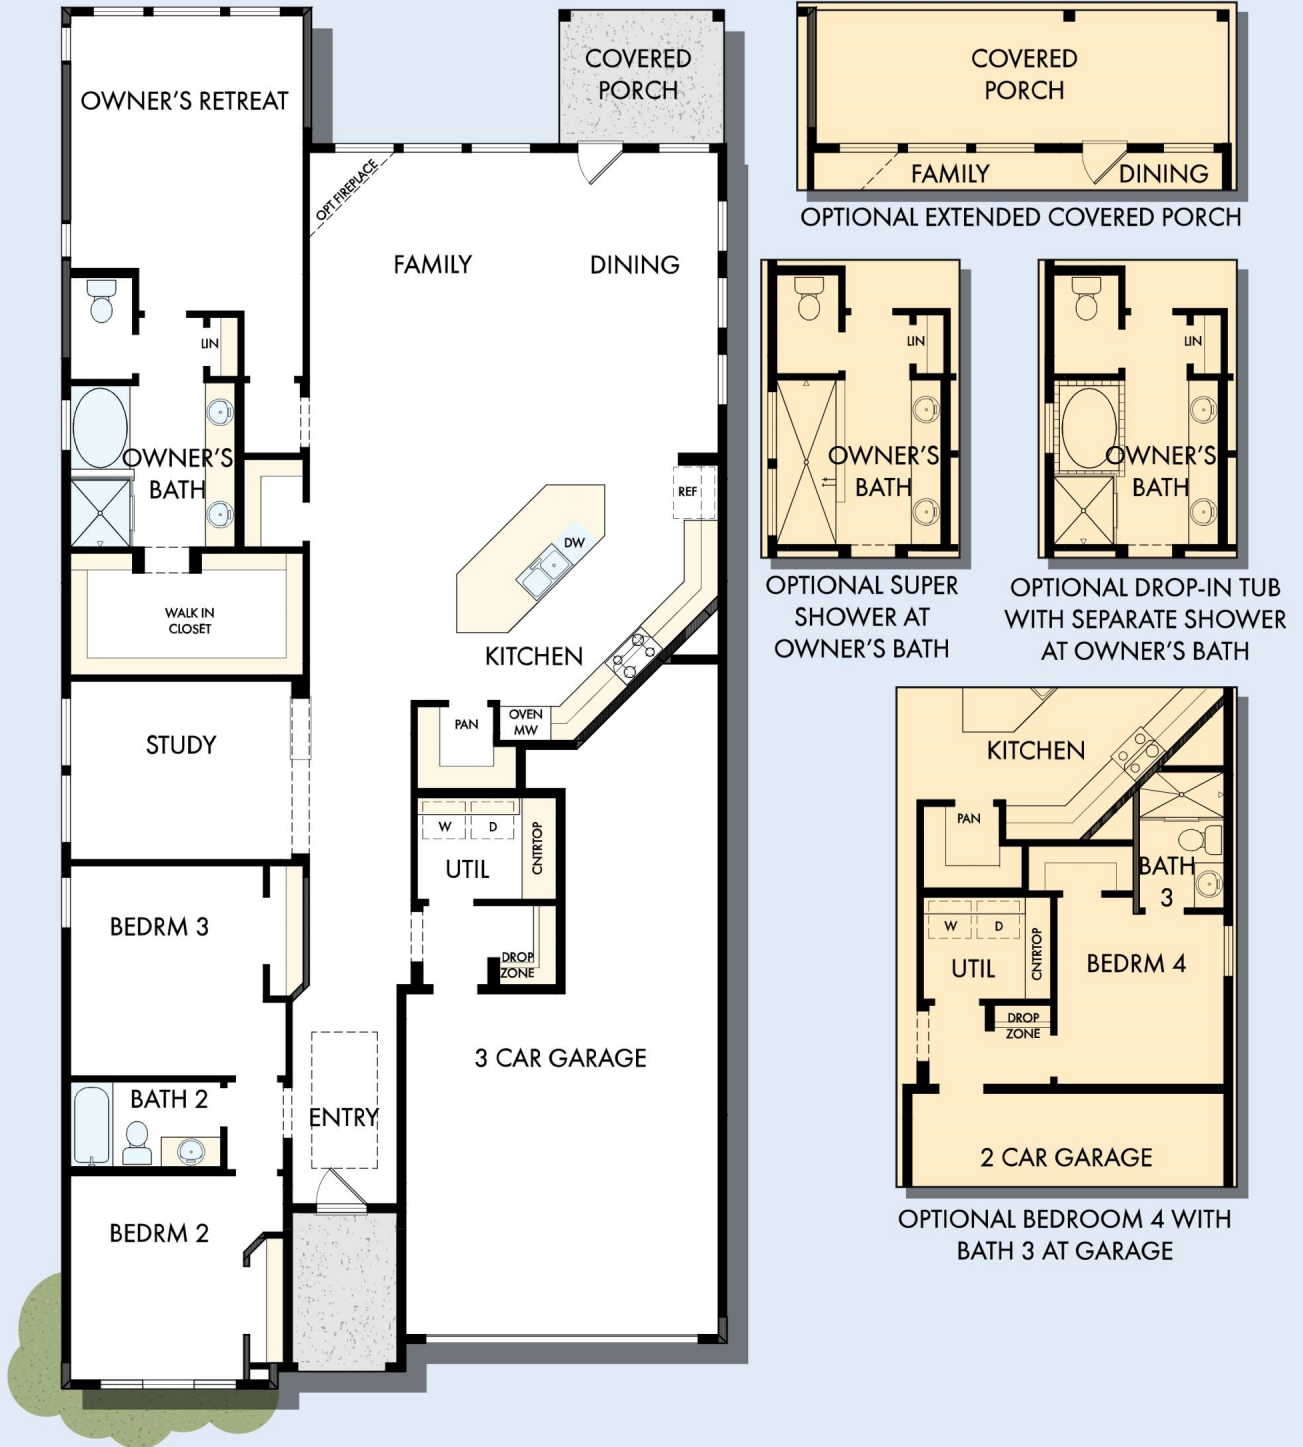 OWNER'S RETREAT
COVERED
PORCH
OPT FIREPLACE
FAMILY
DINING
LIN
OWNER'S
BATH
REF
DW
WALK IN
CLOSET
KITCHEN
STUDY
PAN
OVEN
MW
W
D
CNTRTOP
UTIL
BEDRM 3
DROP
ZONE
3 CAR GARAGE
BATH 2
ENTRY
BEDRM 2
COVERED
PORCH
FAMILY
DINING
OPTIONAL EXTENDED COVERED PORCH
LIN
OWNER'S
BATH
OPTIONAL SUPER
SHOWER AT
OWNER'S BATH
LIN
OWNER'S
BATH
OPTIONAL DROP-IN TUB
WITH SEPARATE SHOWER
AT OWNER'S BATH
KITCHEN
PAN
BATH
3
W
D
CNTRTOP
UTIL
BEDRM 4
DROP
ZONE
2 CAR GARAGE
OPTIONAL BEDROOM 4 WITH
BATH 3 AT GARAGE